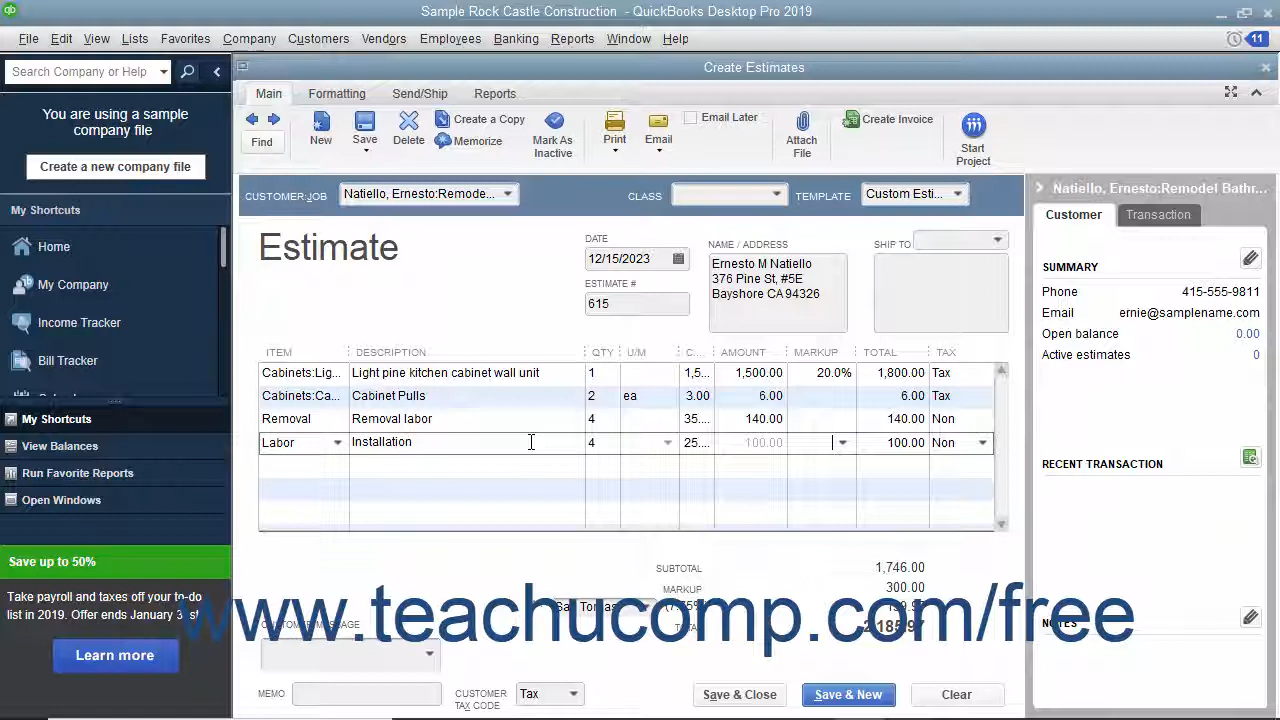 Sample Rock Castle Construction - QuickBooks Desktop Pro 2019
File Edit View Lists Favorites Company Customers Vendors Employees Banking Reports Window Help
11
Search Company or Help
Create Estimates
You are using a sample
company file
Create a new company file
Main Formatting Send/Ship Reports
Find
New
Save
Delete
Create a Copy
Memorize
Mark As
Inactive
Print
Email
Email Later
Attach
File
Create Invoice
Start
Project
My Shortcuts
Home
My Company
Income Tracker
Bill Tracker
My Shortcuts
View Balances
Run Favorite Reports
Open Windows
Save up to 50%
Take payroll and taxes off your to-do
list in 2019. Offer ends January 31st
Learn more
CUSTOMER:JOB Natiello, Ernesto:Remode... CLASS TEMPLATE Custom Esti...
Estimate
DATE
12/15/2023
ESTIMATE #
615
NAME / ADDRESS
Ernesto M Natiello
376 Pine St, #5E
Bayshore CA 94326
SHIP TO
ITEM DESCRIPTION QTY U/M C... AMOUNT MARKUP TOTAL TAX
Cabinets:Lig... Light pine kitchen cabinet wall unit 1 1,5... 1,500.00 20.0% 1,800.00 Tax
Cabinets:Ca... Cabinet Pulls 2 ea 3.00 6.00 6.00 Tax
Removal Removal labor 4 35.... 140.00 140.00 Non
Labor Installation 4 25.... 100.00 100.00 Non
SUBTOTAL 1,746.00
MARKUP 300.00
San Tomas (7.75%)
TOTAL 2,185.97
CUSTOMER MESSAGE
MEMO
CUSTOMER
TAX CODE
Tax
Save & Close Save & New Clear
Natiello, Ernesto:Remodel Bathr...
Customer Transaction
SUMMARY
Phone 415-555-9811
Email ernie@samplename.com
Open balance 0.00
Active estimates 0
RECENT TRANSACTION
NOTES
www.teachucomp.com/free